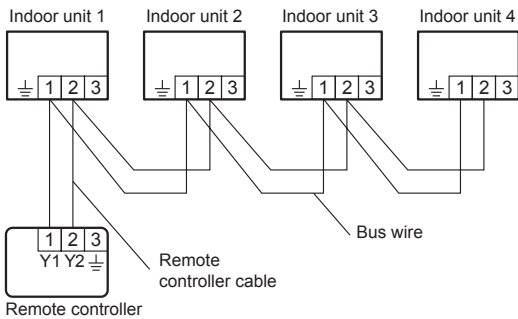 Indoor unit 1 Indoor unit 2 Indoor unit 3 Indoor unit 4
1 2 3 1 2 3 1 2 3 1 2 3
Bus wire
1 2 3
Y1 Y2
Remote
controller cable
Remote controller